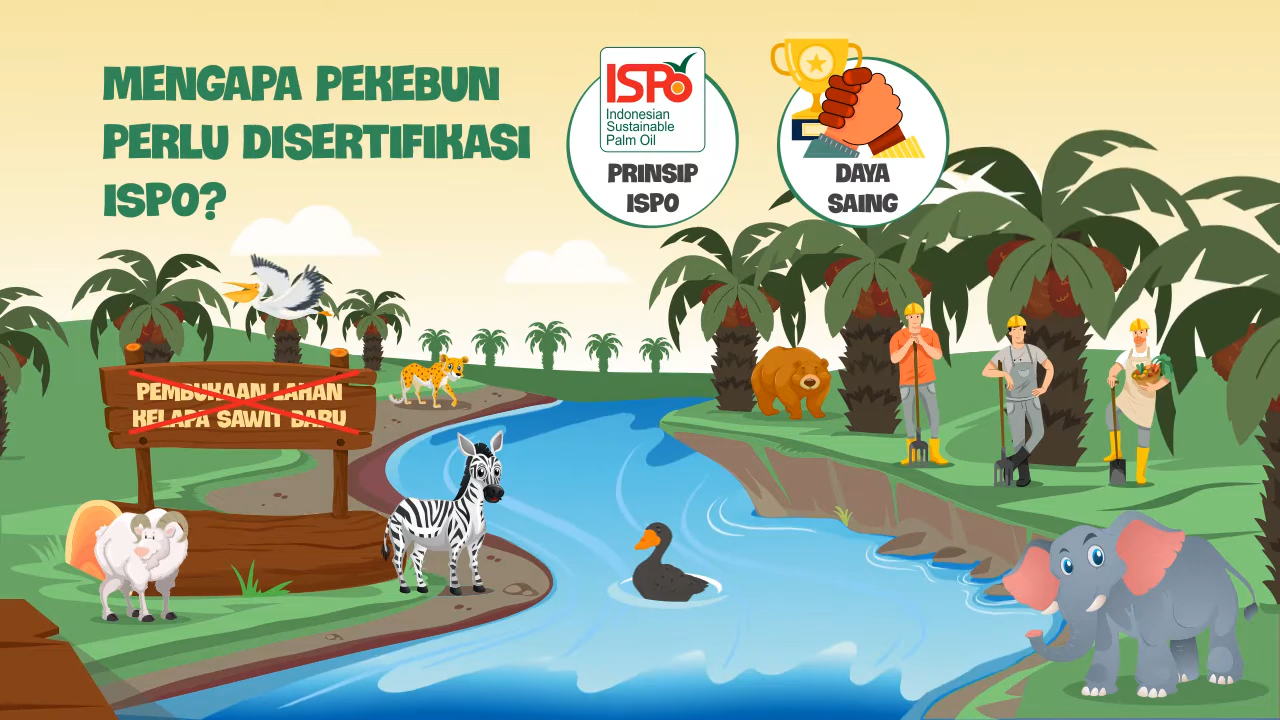 MENGAPA PEKEBUN
PERLU DISERTIFIKASI
ISPO?
ISPO
Indonesian
Sustainable
Palm Oil
PRINSIP
ISPO
DAYA
SAING
PEMBUKAAN LAHAN
KELAPA SAWIT BARU